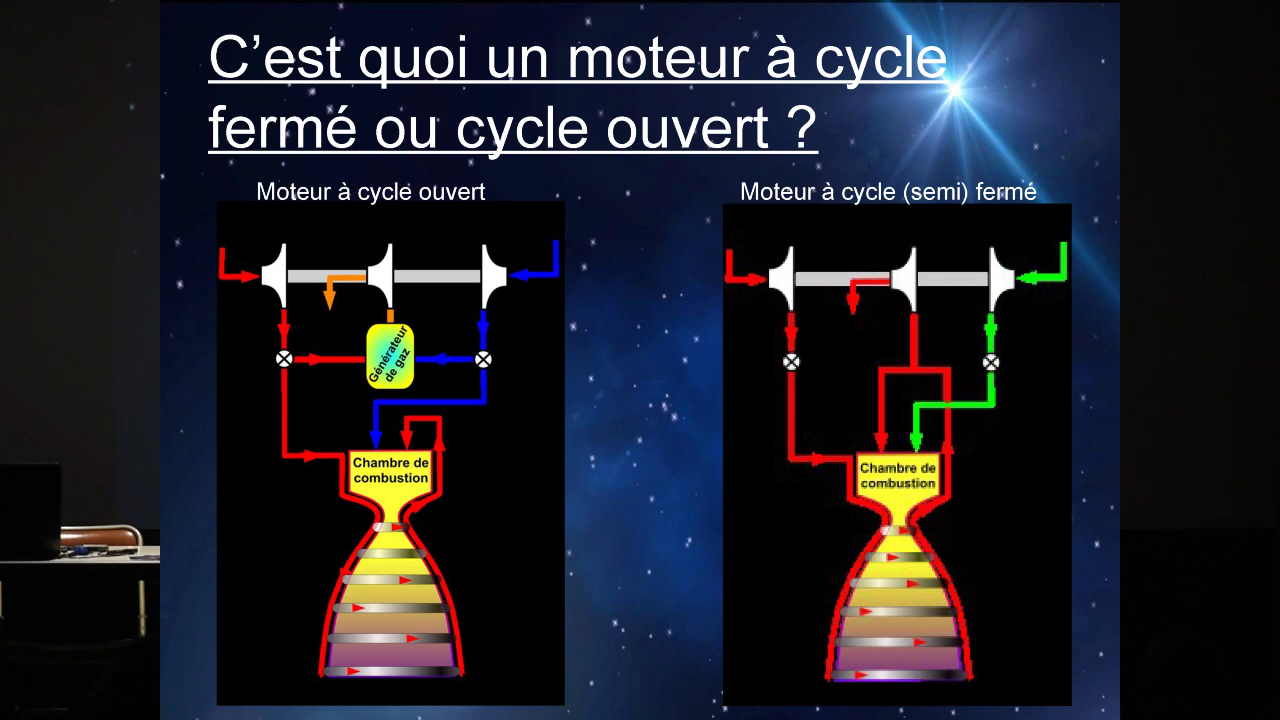 C’est quoi un moteur à cycle
fermé ou cycle ouvert ?
Moteur à cycle ouvert
Moteur à cycle (semi) fermé
Générateur
de gaz
Chambre de
combustion
Chambre de
combustion